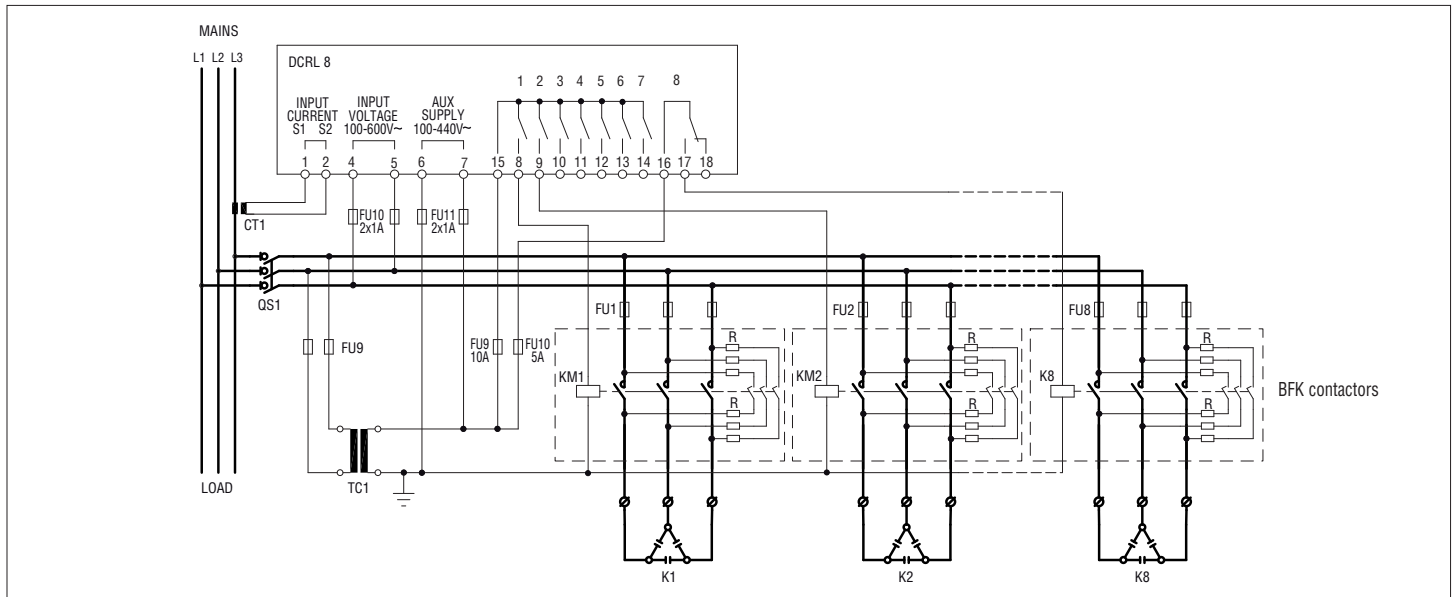 MAINS
L1 L2 L3
DCRL 8
INPUT
CURRENT
S1 S2
INPUT
VOLTAGE
100-600V~
AUX
SUPPLY
100-440V~
1 2 3 4 5 6 7 8
1 2 4 5 6 7 15 8 9 10 11 12 13 14 16 17 18
CT1
FU10
2x1A
FU11
2x1A
QS1
FU9
FU9
10A
FU10
5A
FU1
FU2
FU8
R
R
R
KM1
KM2
K8
BFK contactors
R
R
R
LOAD
TC1
K1
K2
K8